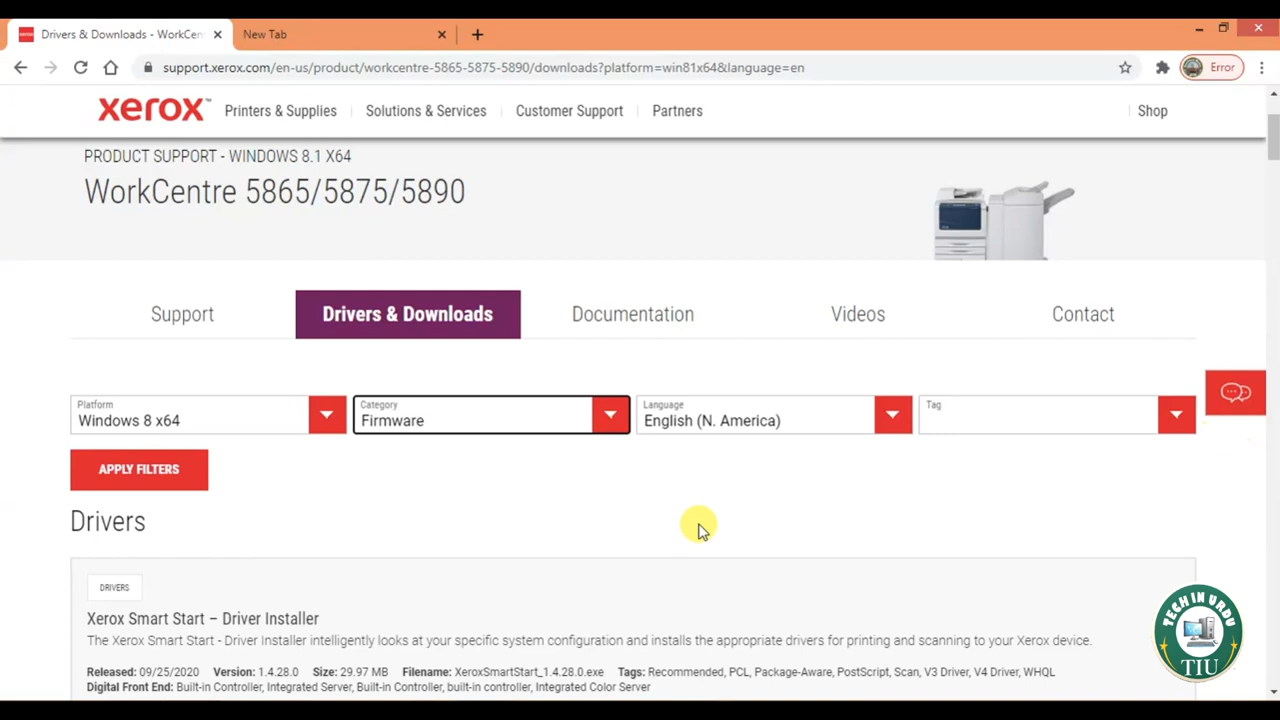 Drivers & Downloads - WorkCen
New Tab
support.xerox.com/en-us/product/workcentre-5865-5875-5890/downloads?platform=win81x64&language=en
Error
xerox™
Printers & Supplies
Solutions & Services
Customer Support
Partners
Shop
PRODUCT SUPPORT - WINDOWS 8.1 X64
WorkCentre 5865/5875/5890
Support
Drivers & Downloads
Documentation
Videos
Contact
Platform
Windows 8 x64
Category
Firmware
Language
English (N. America)
Tag
APPLY FILTERS
Drivers
DRIVERS
Xerox Smart Start – Driver Installer
The Xerox Smart Start - Driver Installer intelligently looks at your specific system configuration and installs the appropriate drivers for printing and scanning to your Xerox device.
Released: 09/25/2020 Version: 1.4.28.0 Size: 29.97 MB Filename: XeroxSmartStart_1.4.28.0.exe Tags: Recommended, PCL, Package-Aware, PostScript, Scan, V3 Driver, V4 Driver, WHQL
Digital Front End: Built-in Controller, Integrated Server, Built-in Controller, built-in controller, Integrated Color Server
TECH IN URDU
TIU